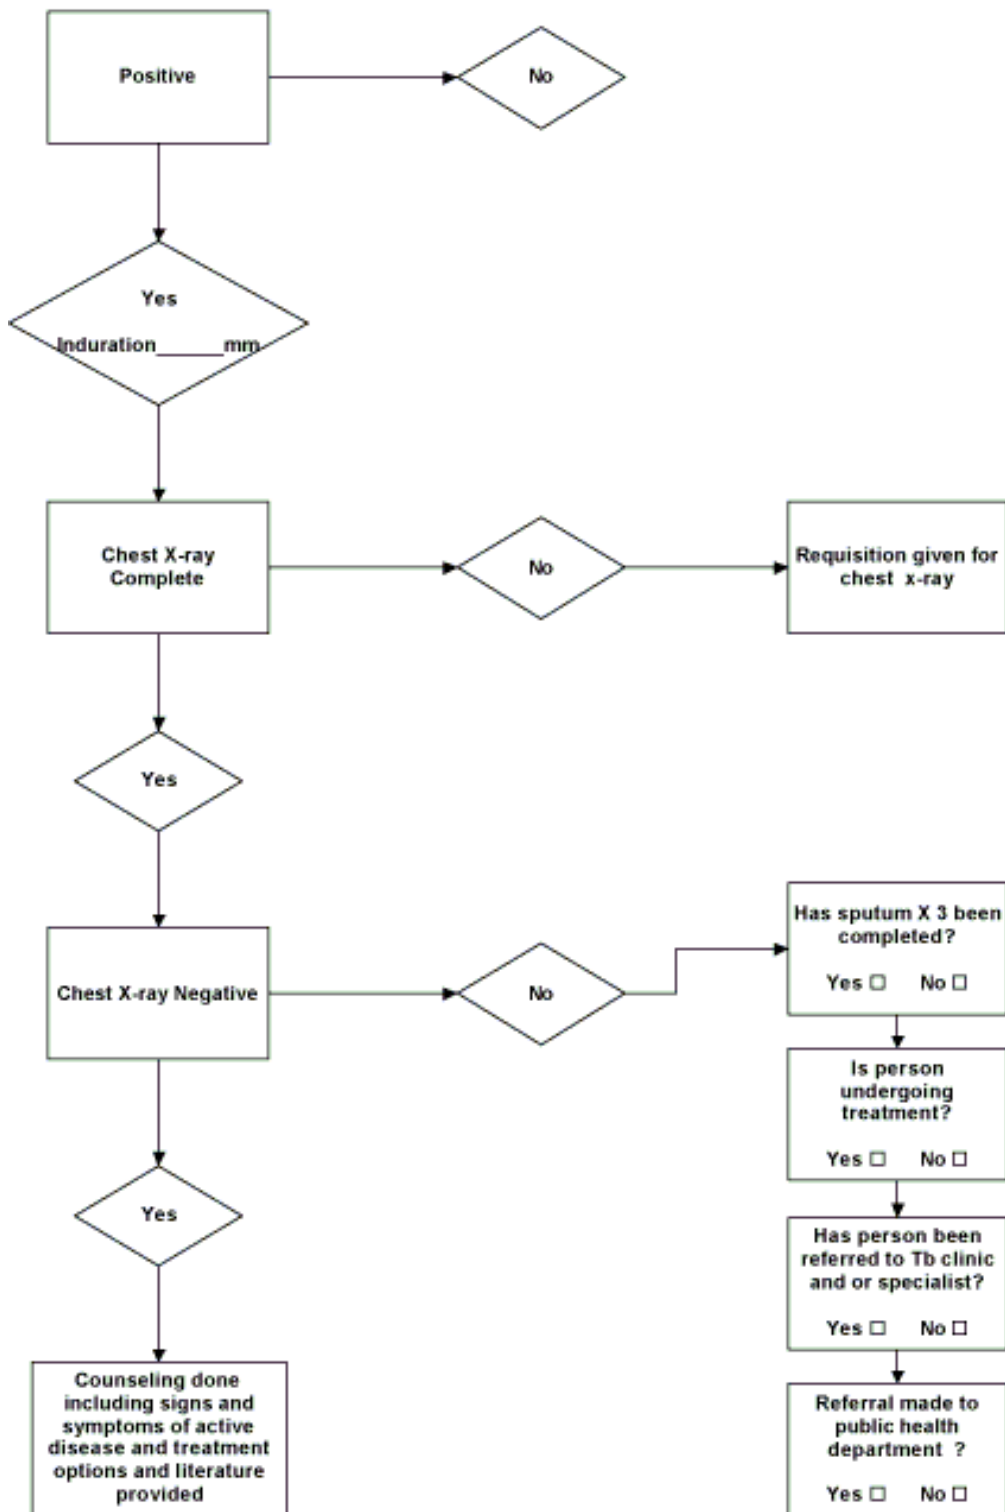 Positive
No
Yes
Induration______mm
Chest X-ray
Complete
No
Requisition given for
chest x-ray
Yes
Chest X-ray Negative
No
Has sputum X 3 been
completed?
Yes ☐ No ☐
Is person
undergoing
treatment?
Yes ☐ No ☐
Yes
Has person been
referred to Tb clinic
and or specialist?
Yes ☐ No ☐
Counseling done
including signs and
symptoms of active
disease and treatment
options and literature
provided
Referral made to
public health
department ?
Yes ☐ No ☐